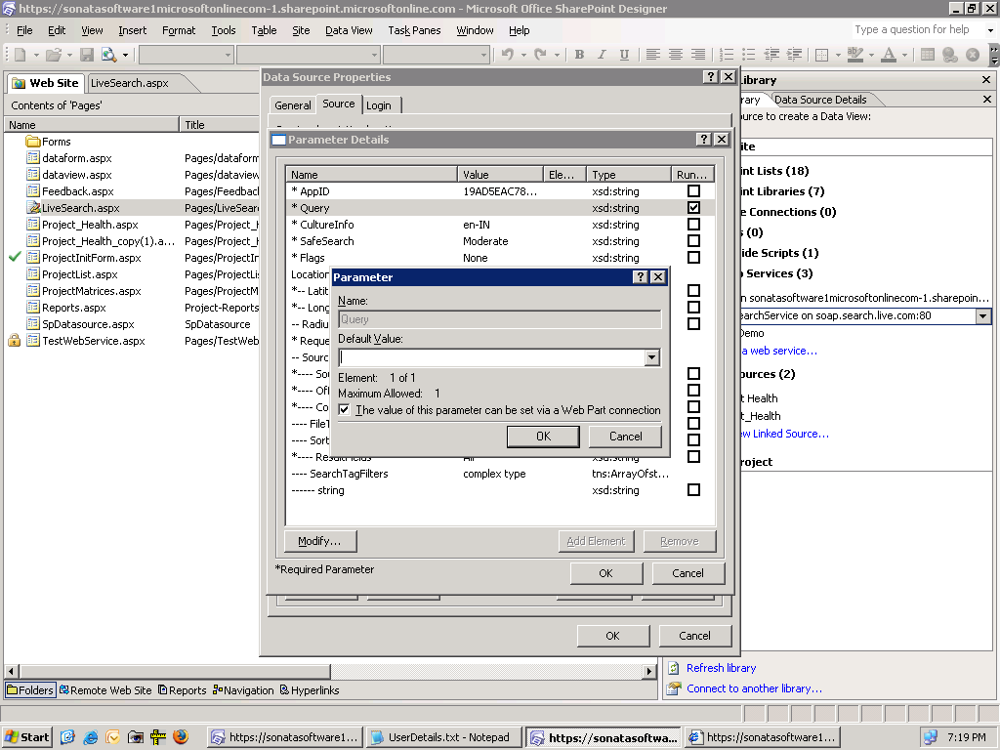 https://sonatasoftware1microsoftonlinecom-1.sharepoint.microsoftonline.com - Microsoft Office SharePoint Designer
File Edit View Insert Format Tools Table Site Data View Task Panes Window Help Type a question for help
Web Site LiveSearch.aspx
Contents of 'Pages'
Name Title
Forms
dataform.aspx Pages/dataform
dataview.aspx Pages/dataview.
Feedback.aspx Pages/Feedback
LiveSearch.aspx Pages/LiveSearc
Project_Health.aspx Pages/Project_H
Project_Health_copy(1).a... Pages/Project_H
ProjectInitForm.aspx Pages/ProjectIn
ProjectList.aspx Pages/ProjectLis
ProjectMatrices.aspx Pages/ProjectM
Reports.aspx Project-Reports
SpDatasource.aspx SpDatasource
TestWebService.aspx Pages/TestWeb
Folders Remote Web Site Reports Navigation Hyperlinks
Data Source Properties
General Source Login
Parameter Details
Name Value Ele... Type Run...
* AppID 19AD5EAC78... xsd:string
* Query xsd:string
* CultureInfo en-IN xsd:string
* SafeSearch Moderate xsd:string
* Flags None xsd:string
Location
*-- Latit
*-- Long
-- Radiu
* Reque
-- Sourc
*---- Sou
*---- Off
*---- Co
---- FileT
---- Sort
*---- ResultFields All xsd:string
---- SearchTagFilters complex type tns:ArrayOfst...
------ string xsd:string
Modify... Add Element Remove
*Required Parameter
OK Cancel
OK Cancel
Parameter
Name:
Query
Default Value:
Element: 1 of 1
Maximum Allowed: 1
The value of this parameter can be set via a Web Part connection
OK Cancel
Library
ary Data Source Details
ource to create a Data View:
ite
int Lists (18)
int Libraries (7)
e Connections (0)
s (0)
ide Scripts (1)
b Services (3)
n sonatasoftware1microsoftonlinecom-1.sharepoin...
earchService on soap.search.live.com:80
Demo
a web service...
ources (2)
t Health
t_Health
w Linked Source...
roject
Refresh library
Connect to another library...
Start https://sonatasoftware1... UserDetails.txt - Notepad https://sonatasoftwa... https://sonatasoftware1... 7:19 PM